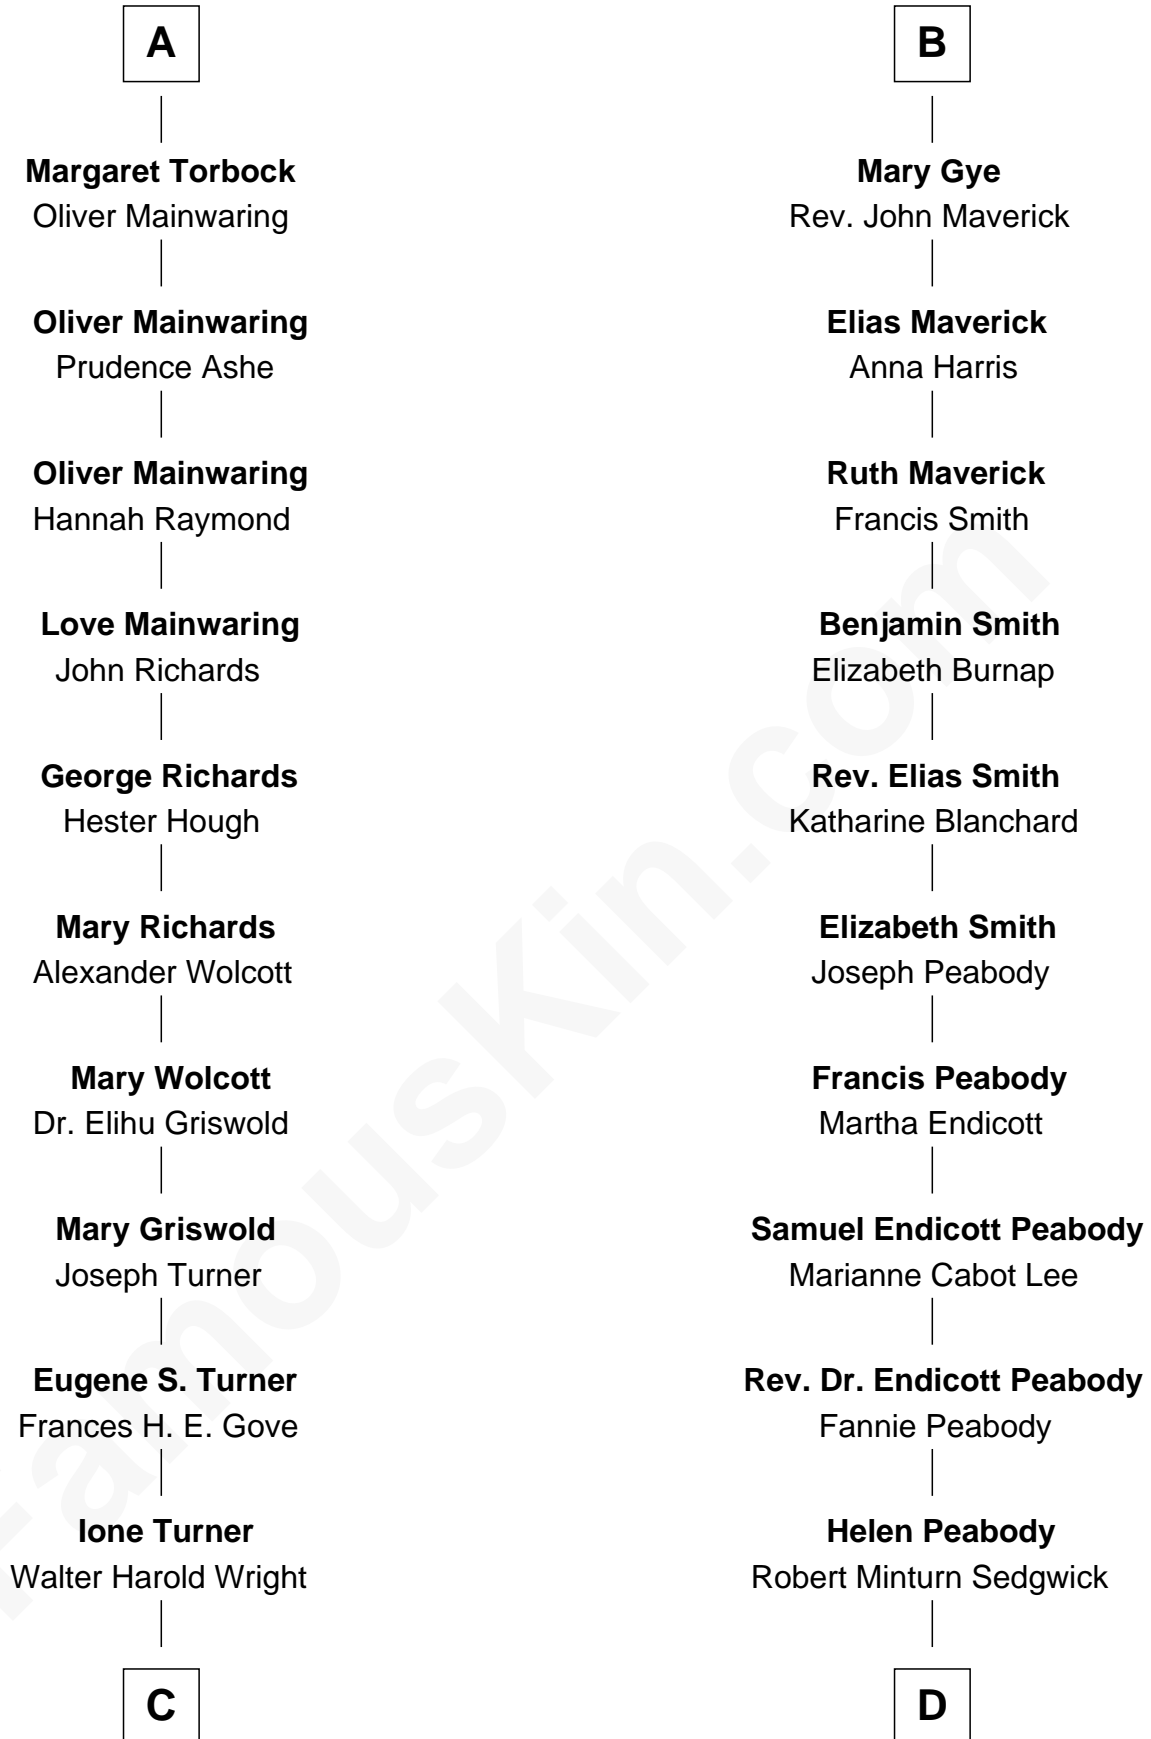 A
Margaret Torbock
Oliver Mainwaring
Oliver Mainwaring
Prudence Ashe
Oliver Mainwaring
Hannah Raymond
Love Mainwaring
John Richards
George Richards
Hester Hough
Mary Richards
Alexander Wolcott
Mary Wolcott
Dr. Elihu Griswold
Mary Griswold
Joseph Turner
Eugene S. Turner
Frances H. E. Gove
Ione Turner
Walter Harold Wright
C
B
Mary Gye
Rev. John Maverick
Elias Maverick
Anna Harris
Ruth Maverick
Francis Smith
Benjamin Smith
Elizabeth Burnap
Rev. Elias Smith
Katharine Blanchard
Elizabeth Smith
Joseph Peabody
Francis Peabody
Martha Endicott
Samuel Endicott Peabody
Marianne Cabot Lee
Rev. Dr. Endicott Peabody
Fannie Peabody
Helen Peabody
Robert Minturn Sedgwick
D
FamousKin.com